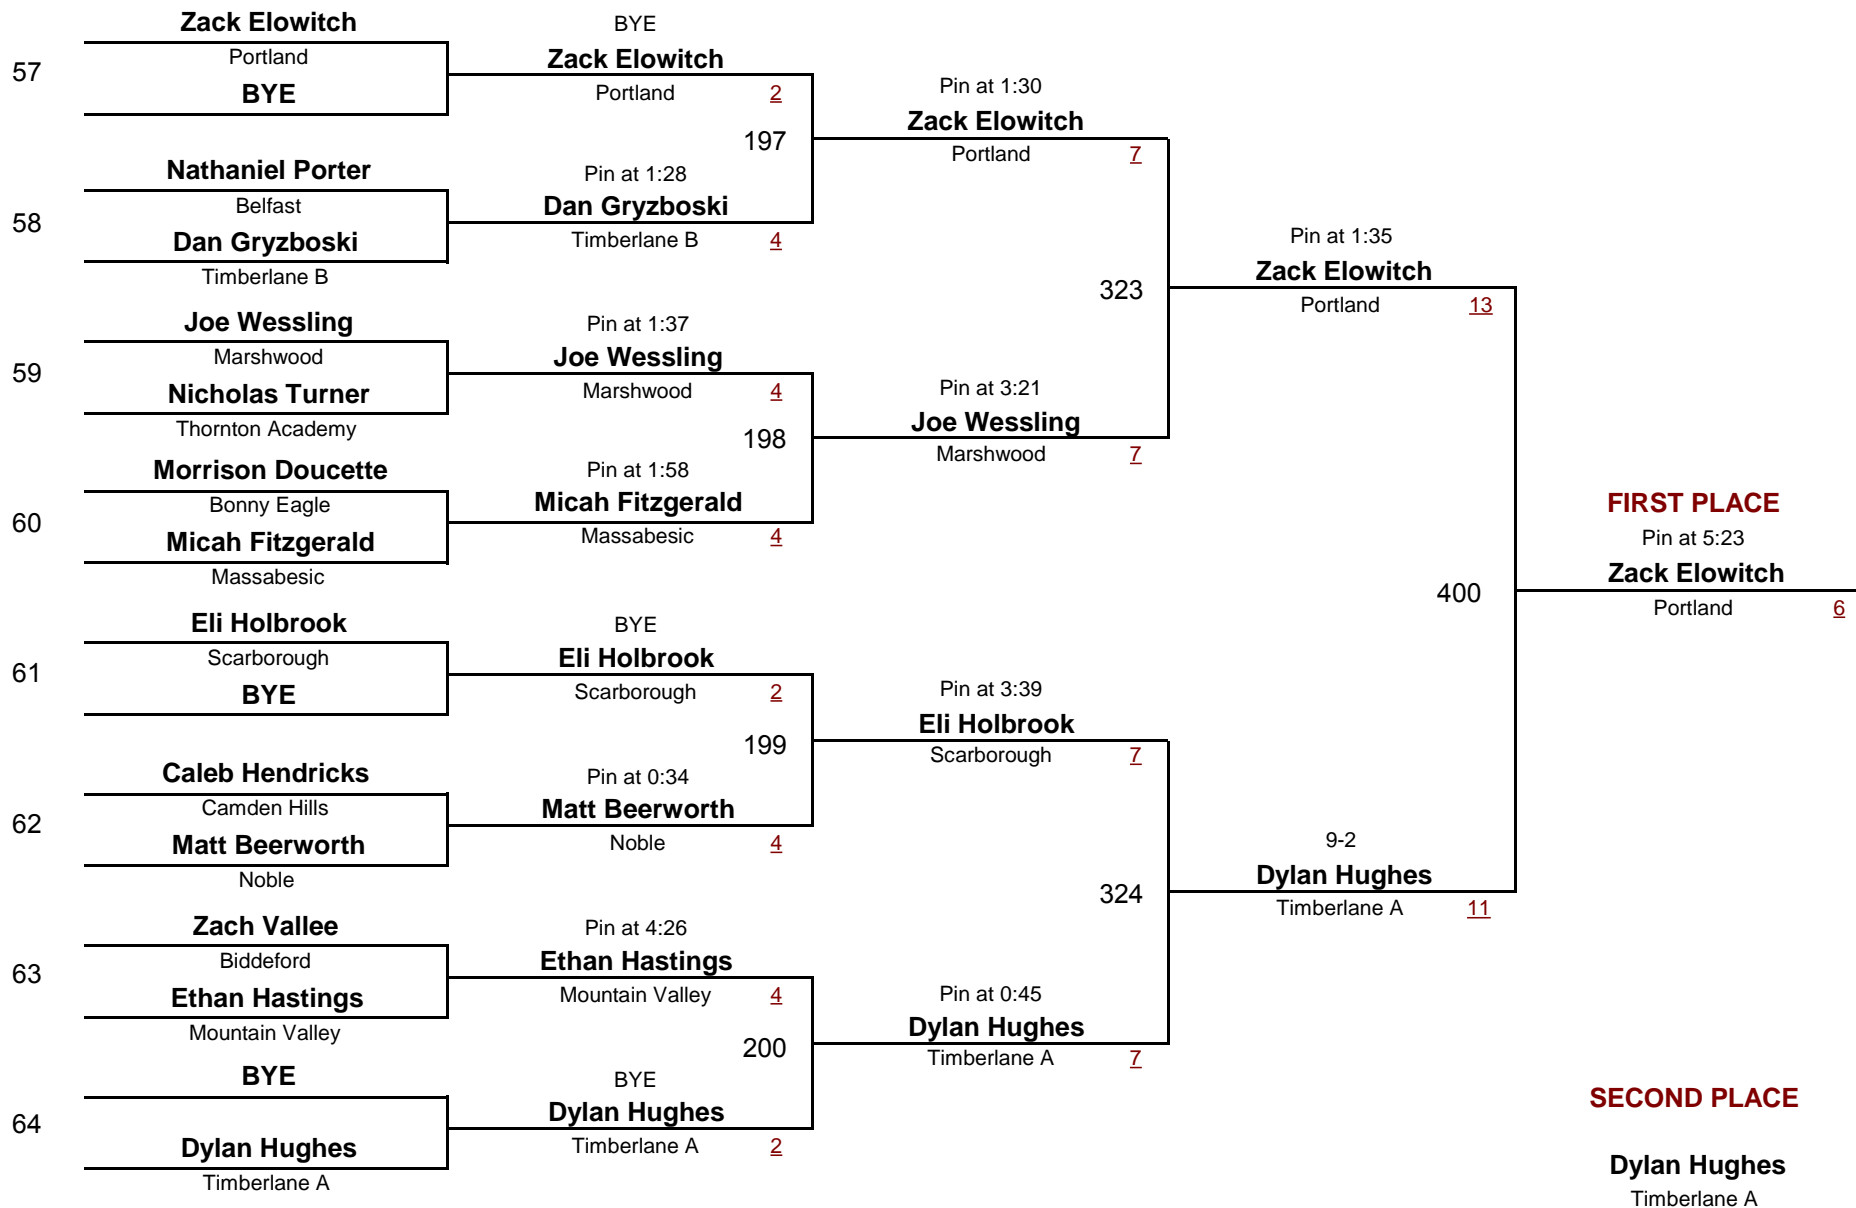 Zack Elowitch
57
Portland
BYE
Nathaniel Porter
58
Belfast
Dan Gryzboski
Timberlane B
Joe Wessling
59
Marshwood
Nicholas Turner
Thornton Academy
Morrison Doucette
60
Bonny Eagle
Micah Fitzgerald
Massabesic
Eli Holbrook
61
Scarborough
BYE
Caleb Hendricks
62
Camden Hills
Matt Beerworth
Noble
Zach Vallee
63
Biddeford
Ethan Hastings
Mountain Valley
BYE
64
Dylan Hughes
Timberlane A
BYE
Zack Elowitch
Portland 2
197
Pin at 1:28
Dan Gryzboski
Timberlane B 4
Pin at 1:37
Joe Wessling
Marshwood 4
198
Pin at 1:58
Micah Fitzgerald
Massabesic 4
BYE
Eli Holbrook
Scarborough 2
199
Pin at 0:34
Matt Beerworth
Noble 4
Pin at 4:26
Ethan Hastings
Mountain Valley 4
200
BYE
Dylan Hughes
Timberlane A 2
Pin at 1:30
Zack Elowitch
Portland 7
323
Pin at 3:21
Joe Wessling
Marshwood 7
Pin at 3:39
Eli Holbrook
Scarborough 7
324
Pin at 0:45
Dylan Hughes
Timberlane A 7
Pin at 1:35
Zack Elowitch
Portland 13
400
9-2
Dylan Hughes
Timberlane A 11
FIRST PLACE
Pin at 5:23
Zack Elowitch
Portland 6
SECOND PLACE
Dylan Hughes
Timberlane A